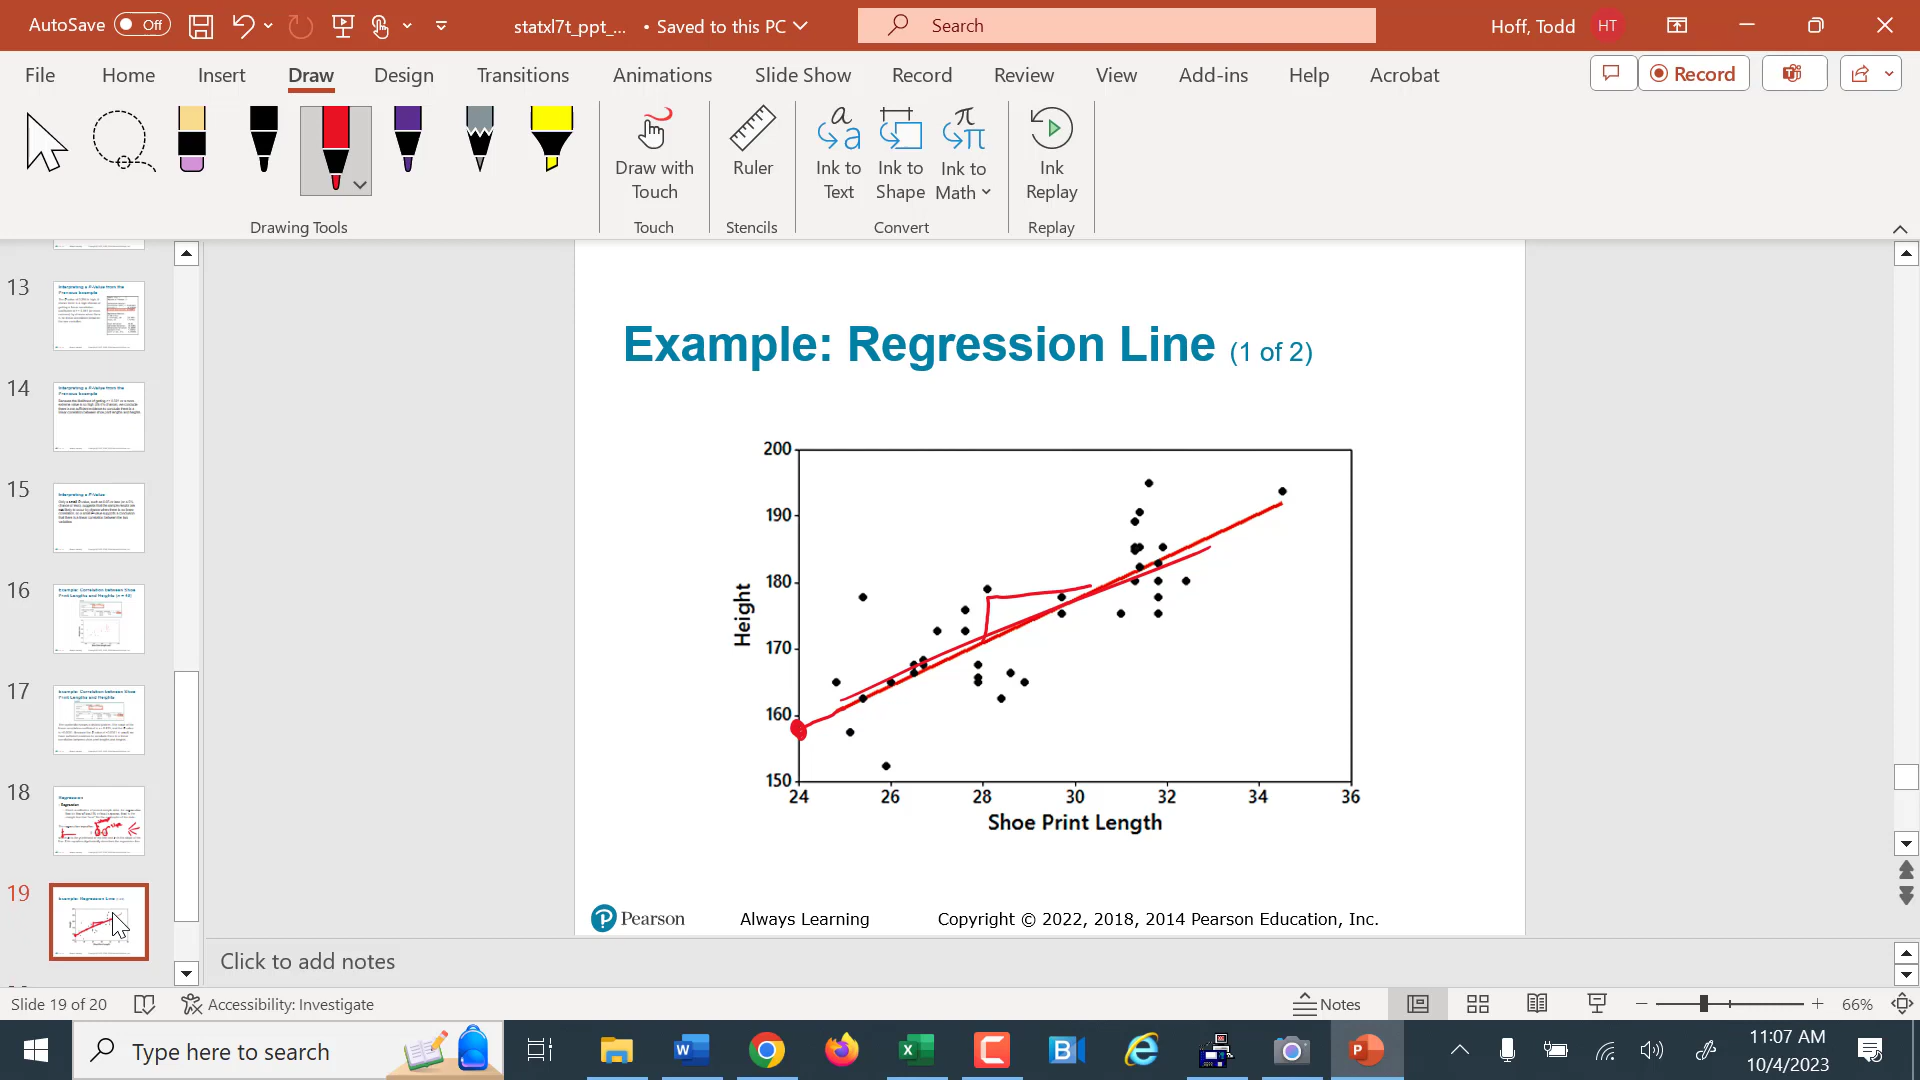 AutoSave Off statxl7t_ppt_... • Saved to this PC Search Hoff, Todd HT
File Home Insert Draw Design Transitions Animations Slide Show Record Review View Add-ins Help Acrobat Record
Draw with Touch
Ruler
Ink to Text
Ink to Shape
Ink to Math
Ink Replay
Drawing Tools Touch Stencils Convert Replay
13
14
15
16
17
18
19
Example: Regression Line (1 of 2)
200
190
180
170
160
150
Height
24 26 28 30 32 34 36
Shoe Print Length
Pearson Always Learning Copyright © 2022, 2018, 2014 Pearson Education, Inc.
Click to add notes
Slide 19 of 20 Accessibility: Investigate Notes 66%
Type here to search 11:07 AM
10/4/2023